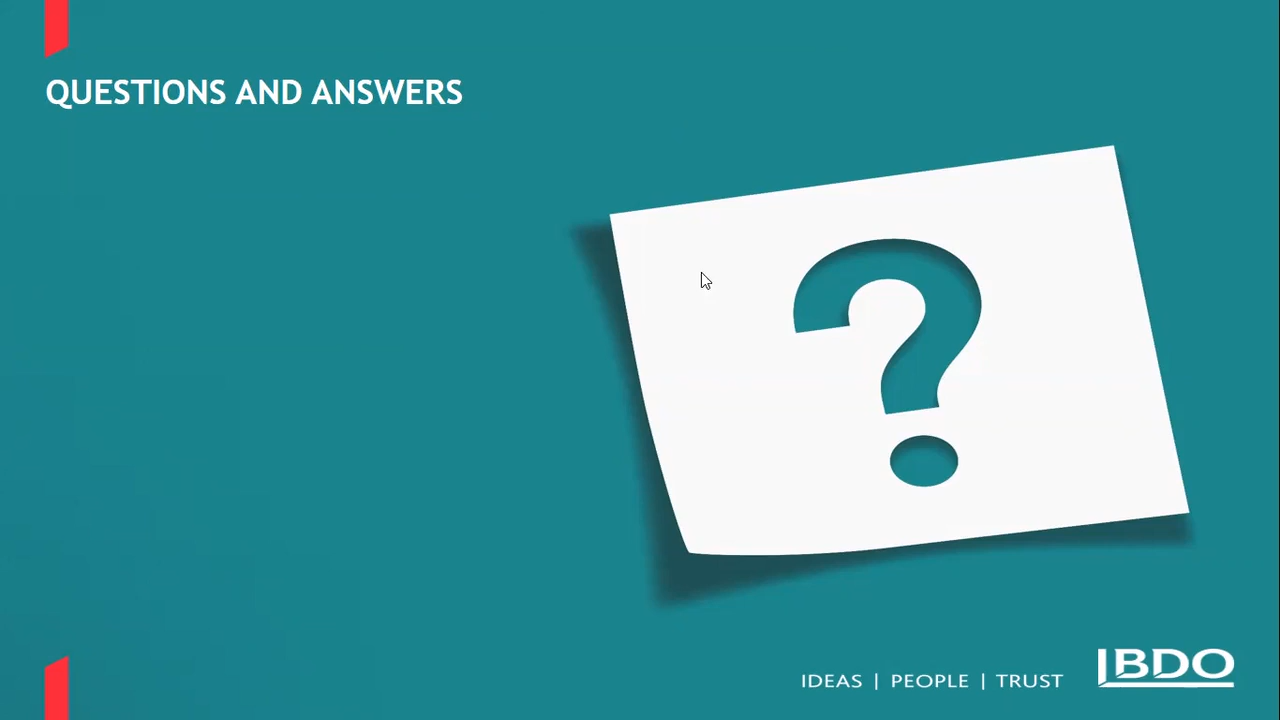 QUESTIONS AND ANSWERS
?
IDEAS | PEOPLE | TRUST
BDO